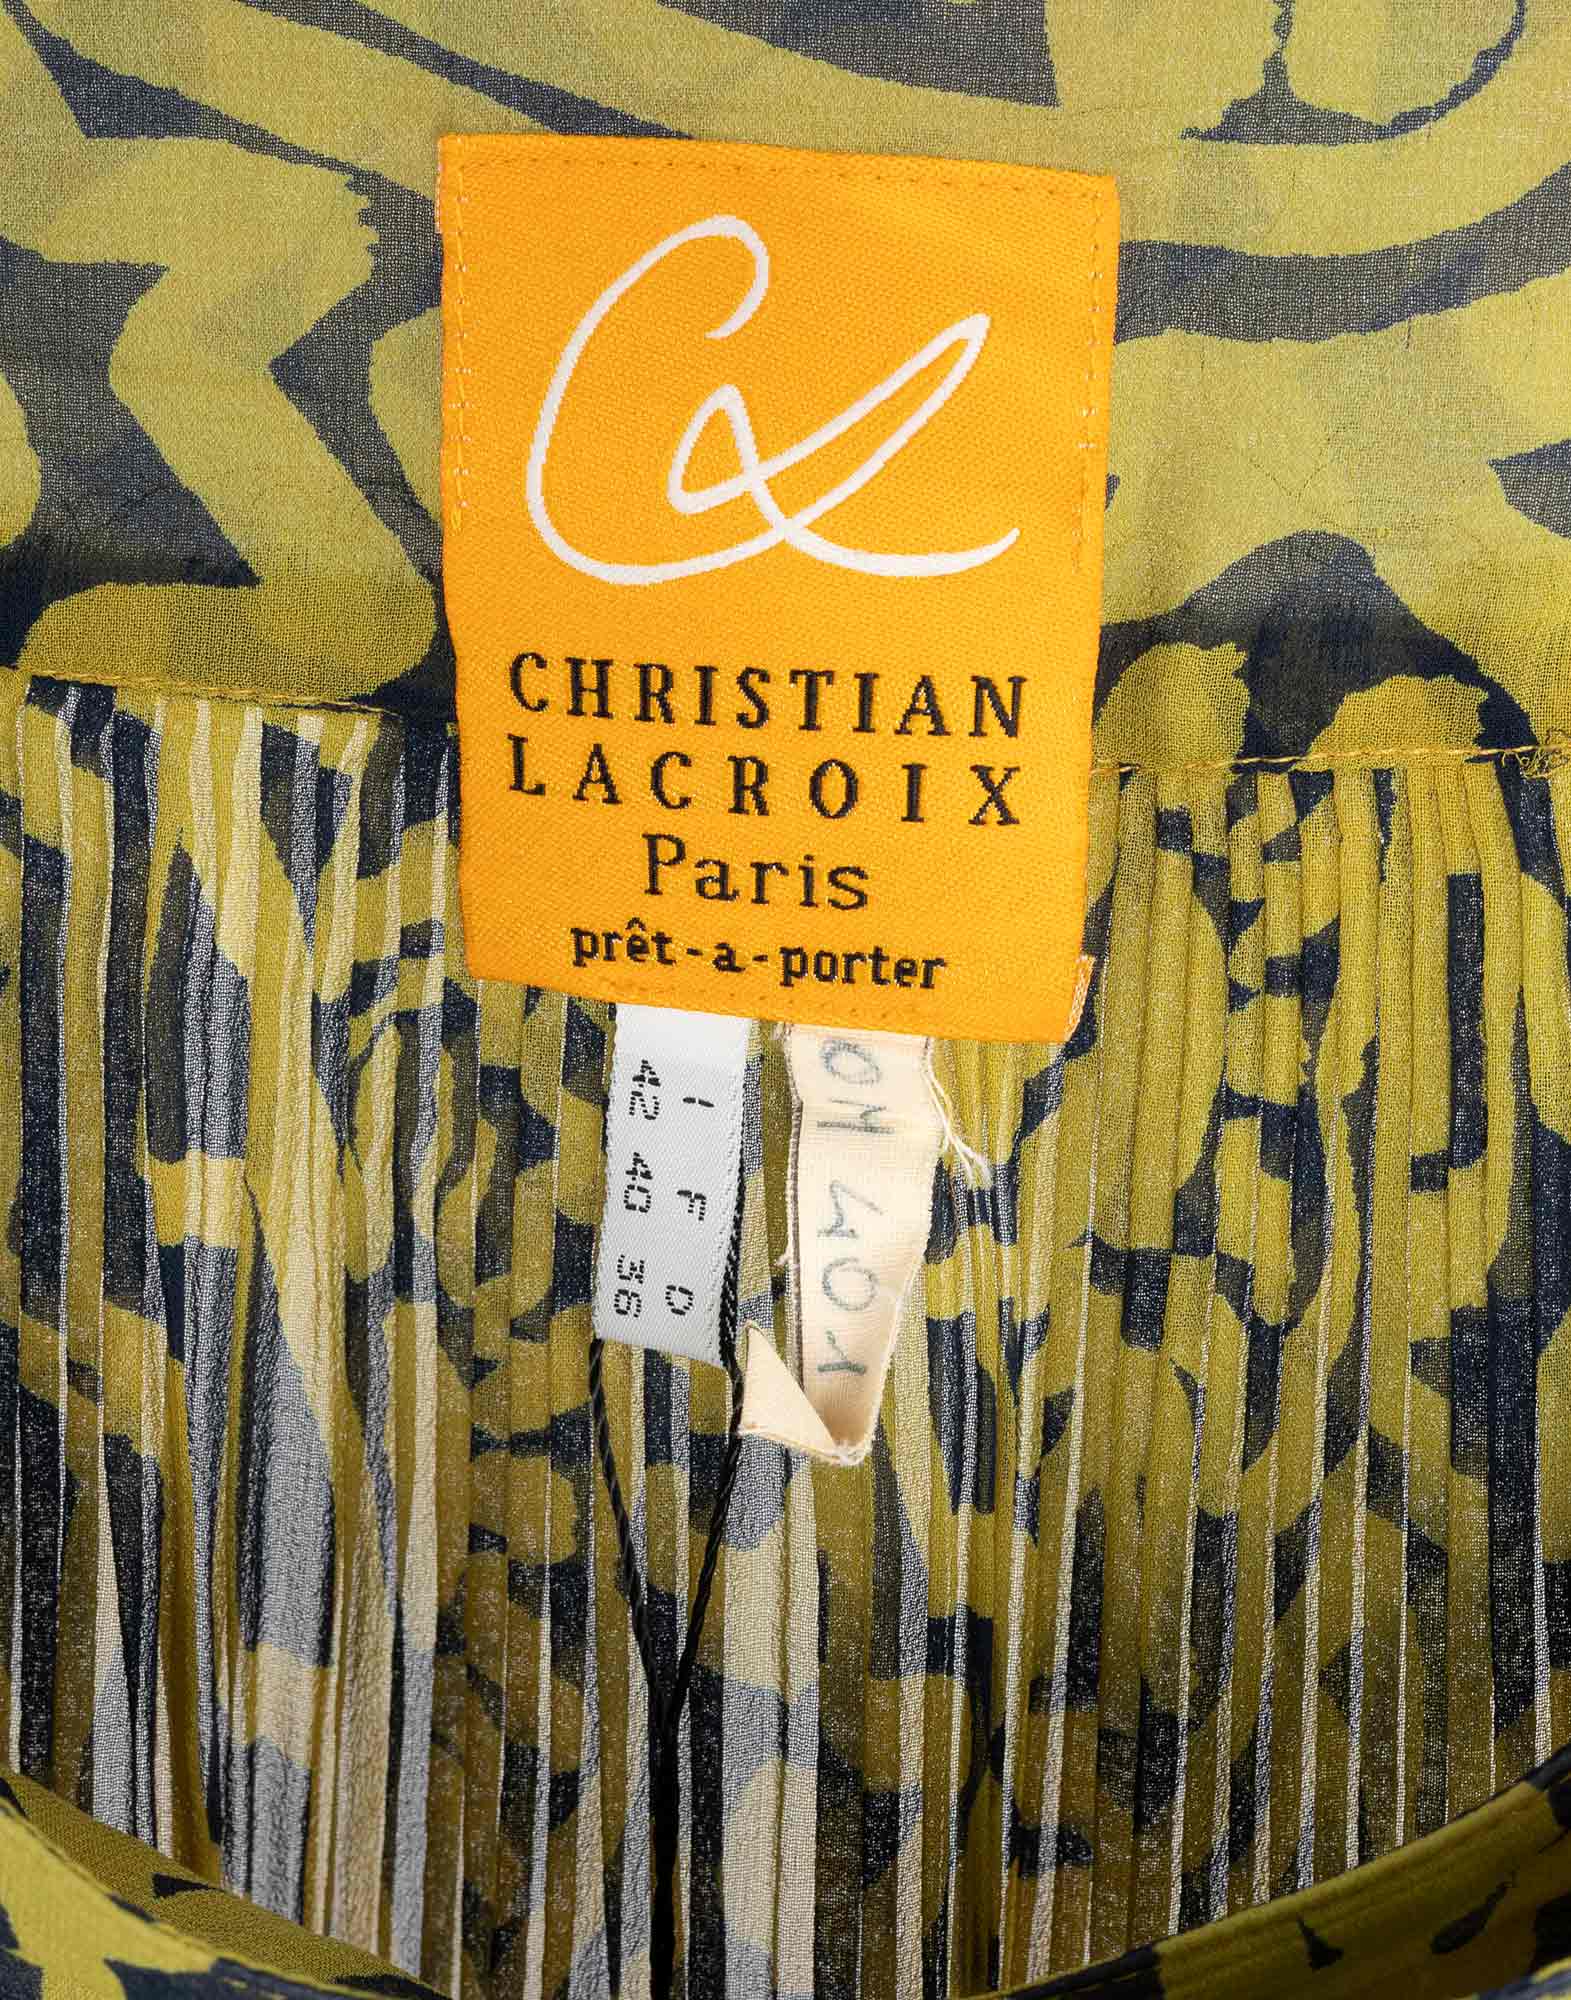 CHRISTIAN
LACROIX
Paris
prêt-a-porter
I F D
42 40 36